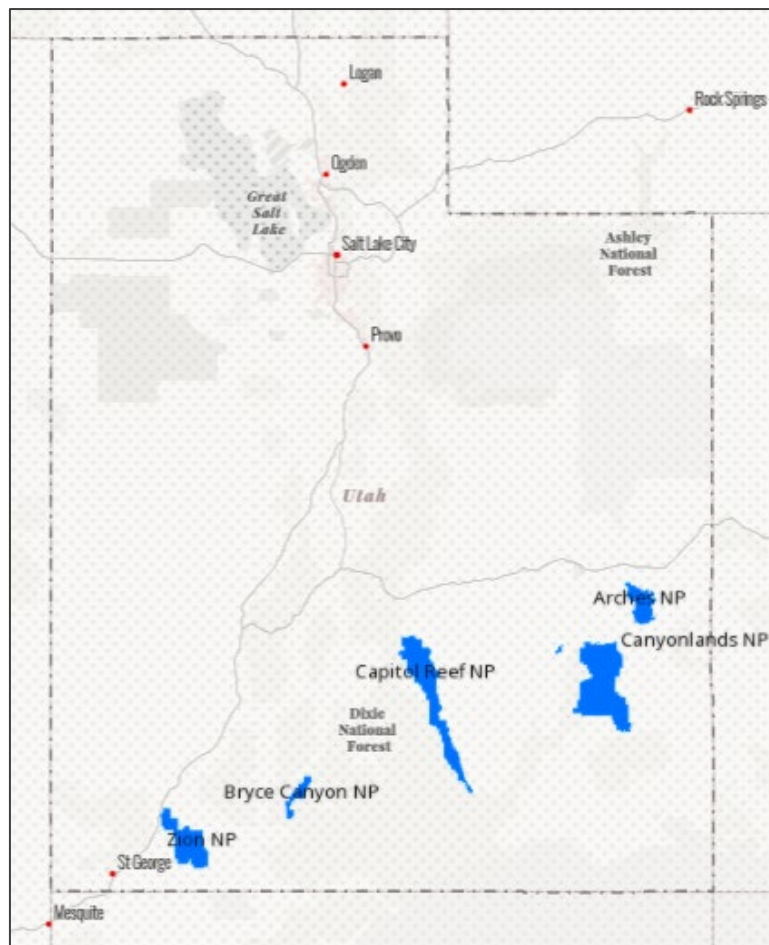 Logan
Rock Springs
Ogden
Great
Salt
Lake
Salt Lake City
Ashley
National
Forest
Provo
Utah
Arches NP
Canyonlands NP
Capitol Reef NP
Dixie
National
Forest
Bryce Canyon NP
Zion NP
St George
Mesquite